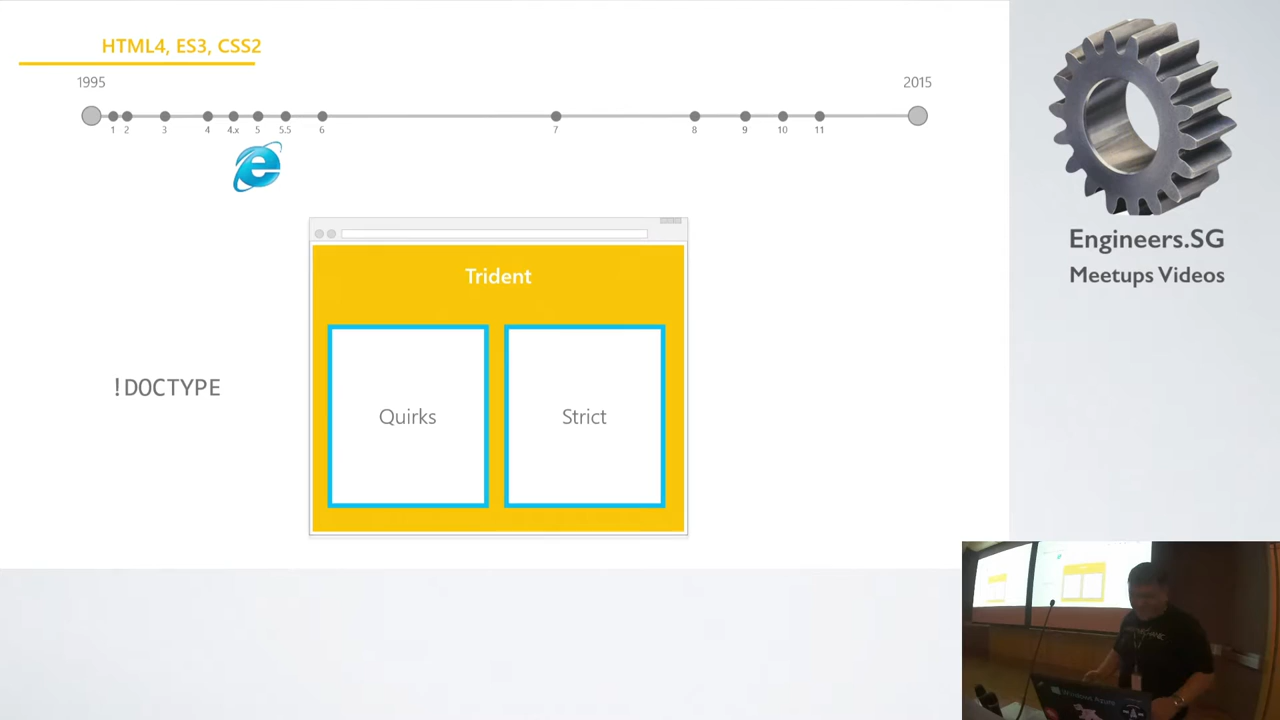 HTML4, ES3, CSS2
1995
2015
1 2 3 4 4.x 5 5.5 6 7 8 9 10 11
Trident
!DOCTYPE
Quirks
Strict
Engineers.SG
Meetups Videos